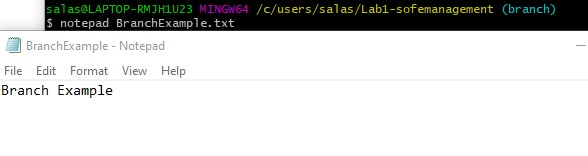 salas@LAPTOP-RMJH1U23 MINGW64 /c/users/salas/Lab1-sofemanagement (branch)
$ notepad BranchExample.txt
BranchExample - Notepad
File Edit Format View Help
Branch Example